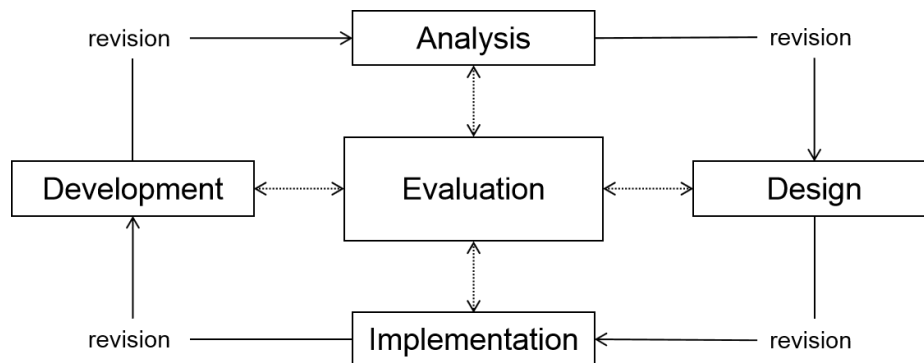 revision
Analysis
revision
Development
Evaluation
Design
revision
Implementation
revision